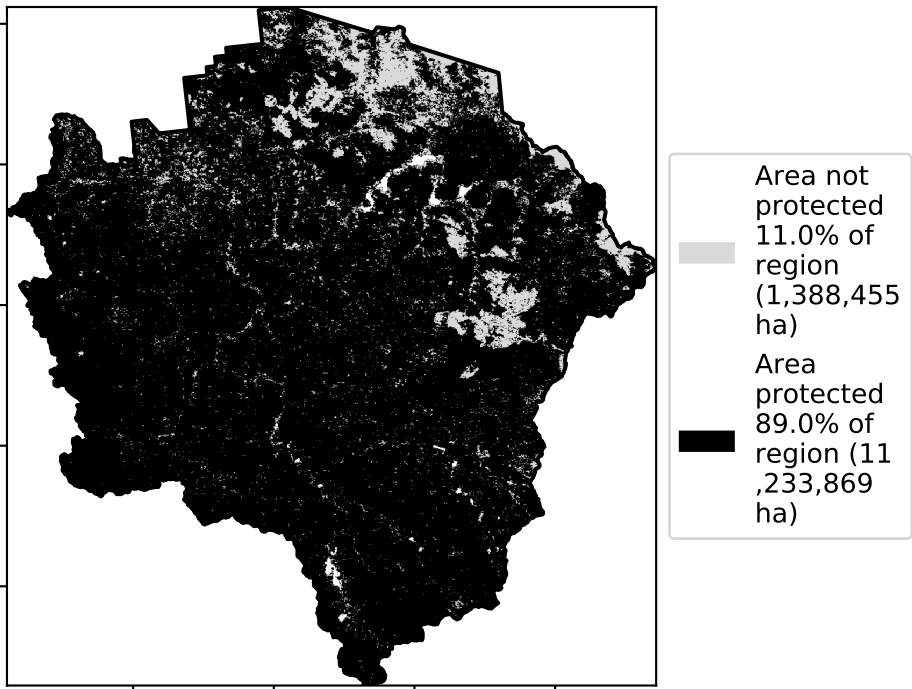 Area not
protected
11.0% of
region
(1,388,455
ha)
Area
protected
89.0% of
region (11
,233,869
ha)